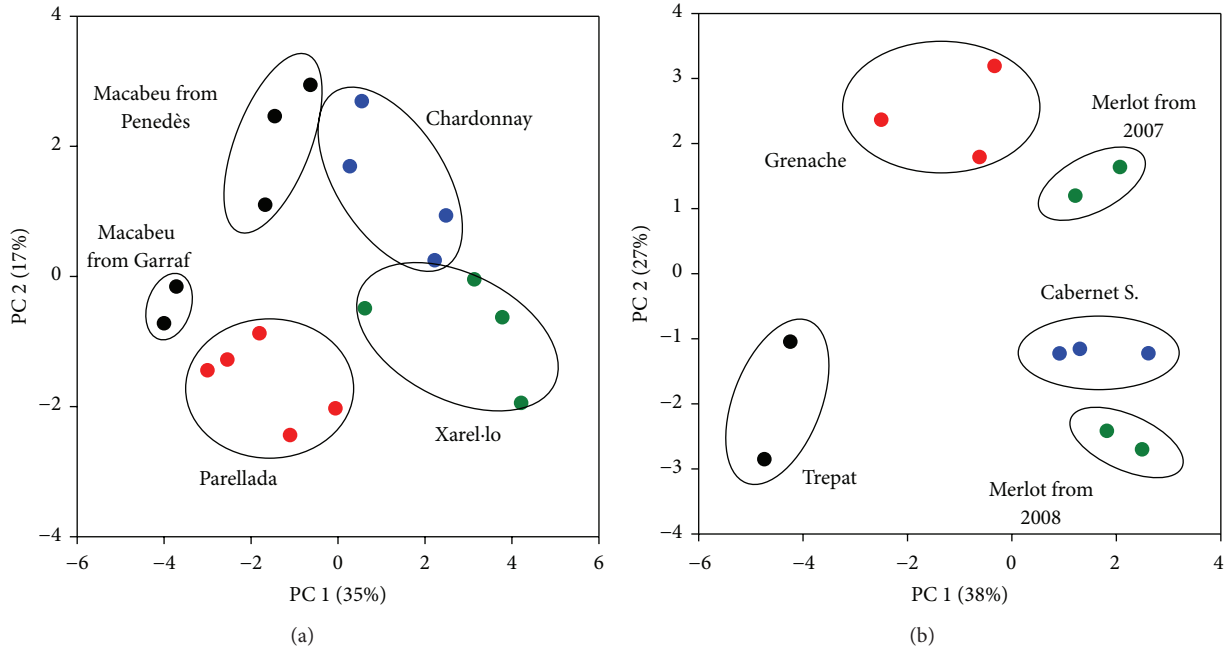 4
2
0
−2
−4
PC 2 (17%)
Macabeu from
Penedès
Chardonnay
Macabeu
from Garraf
Xarel·lo
Parellada
−6
−4
−2
0
2
4
6
PC 1 (35%)
(a)
4
3
2
1
0
−1
−2
−3
−4
PC 2 (27%)
Merlot from
2007
Grenache
Cabernet S.
Trepat
Merlot from
2008
−6
−4
−2
0
2
4
PC 1 (38%)
(b)